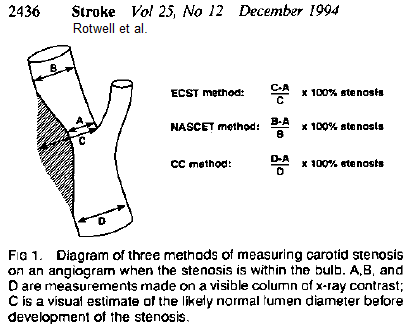 2436 Stroke Vol 25, No 12 December 1994
Rotwell et al.
B
A
C
D
ECST method: C-A / C x 100% stenosis
NASCET method: B-A / B x 100% stenosis
CC method: D-A / D x 100% stenosis
FIG 1. Diagram of three methods of measuring carotid stenosis
on an angiogram when the stenosis is within the bulb. A,B, and
D are measurements made on a visible column of x-ray contrast;
C is a visual estimate of the likely normal lumen diameter before
development of the stenosis.